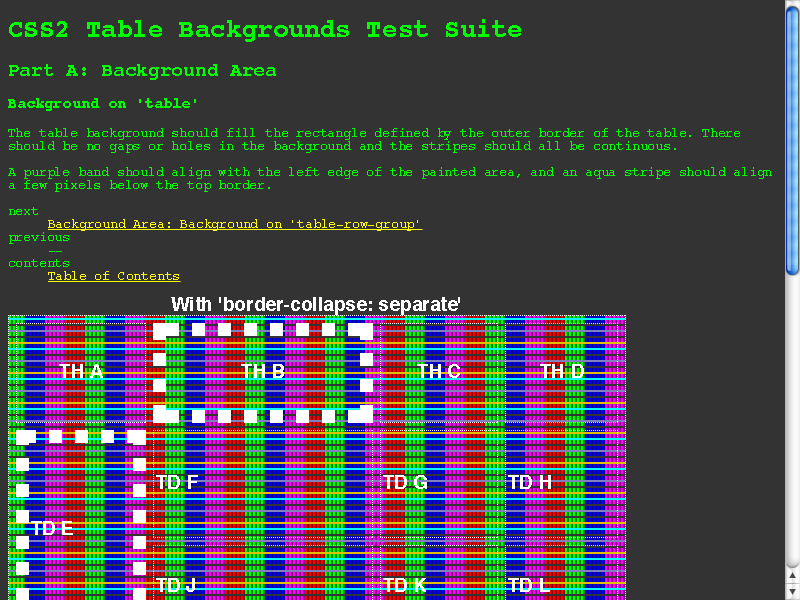 CSS2 Table Backgrounds Test Suite
Part A: Background Area
Background on 'table'
The table background should fill the rectangle defined by the outer border of the table. There
should be no gaps or holes in the background and the stripes should all be continuous.
A purple band should align with the left edge of the painted area, and an aqua stripe should align
a few pixels below the top border.
next
Background Area: Background on 'table-row-group'
previous
--
contents
Table of Contents
With 'border-collapse: separate'
TH A TH B TH C TH D
TD F TD G TD H
TD E
TD J TD K TD L